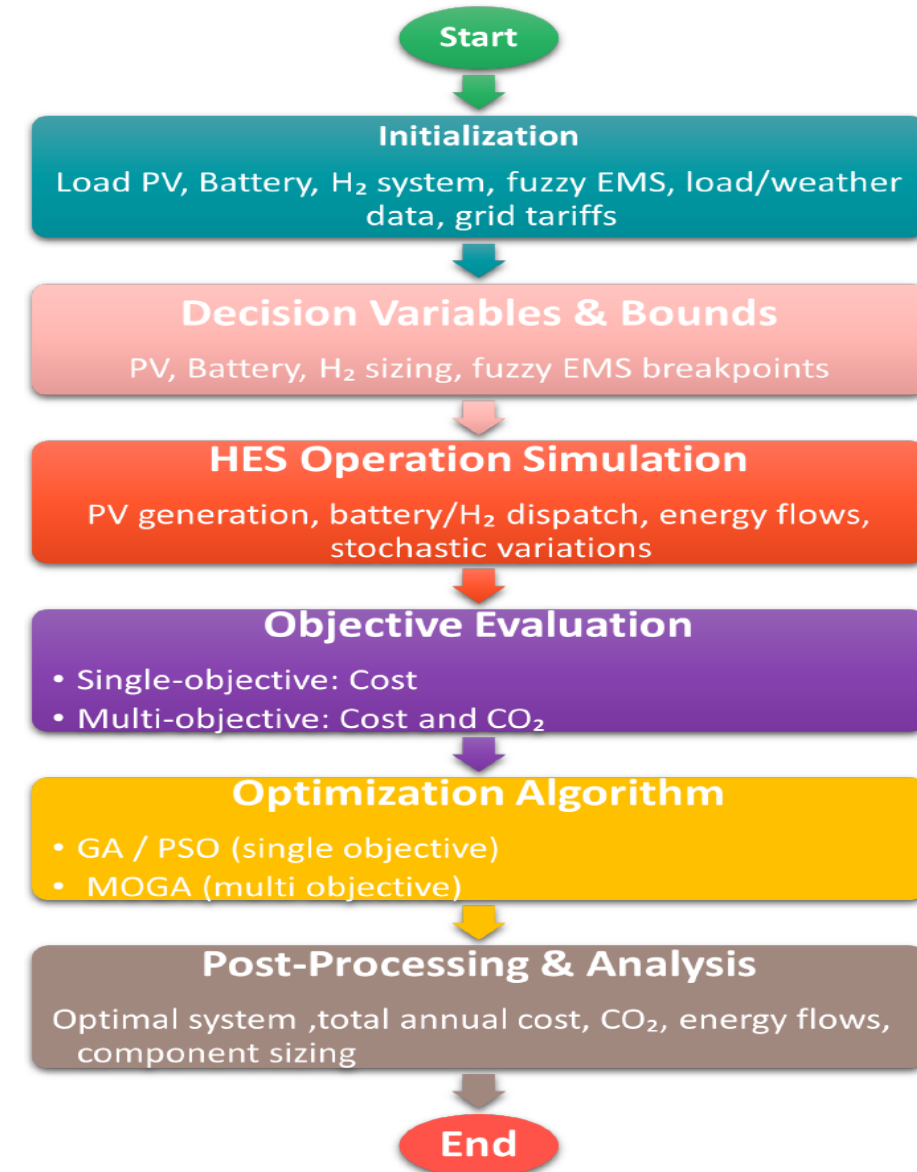 Start
Initialization
Load PV, Battery, H₂ system, fuzzy EMS, load/weather
data, grid tariffs
Decision Variables & Bounds
PV, Battery, H₂ sizing, fuzzy EMS breakpoints
HES Operation Simulation
PV generation, battery/H₂ dispatch, energy flows,
stochastic variations
Objective Evaluation
• Single-objective: Cost
• Multi-objective: Cost and CO₂
Optimization Algorithm
• GA / PSO (single objective)
• MOGA (multi objective)
Post-Processing & Analysis
Optimal system ,total annual cost, CO₂, energy flows,
component sizing
End